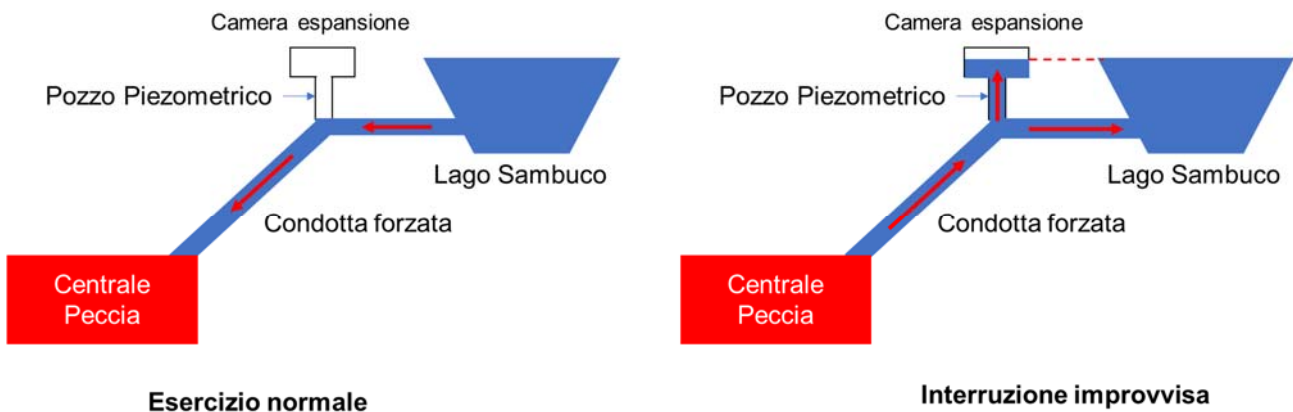 Camera espansione
Pozzo Piezometrico
Lago Sambuco
Condotta forzata
Centrale
Peccia
Esercizio normale
Camera espansione
Pozzo Piezometrico
Lago Sambuco
Condotta forzata
Centrale
Peccia
Interruzione improvvisa